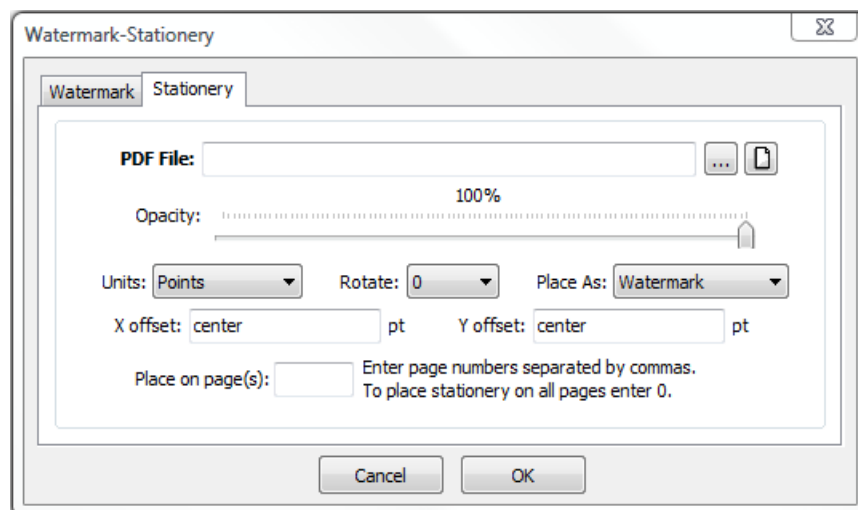 Watermark-Stationery
Watermark Stationery
PDF File: ...
100%
Opacity:
Units: Points Rotate: 0 Place As: Watermark
X offset: center pt Y offset: center pt
Place on page(s): Enter page numbers separated by commas.
To place stationery on all pages enter 0.
Cancel OK